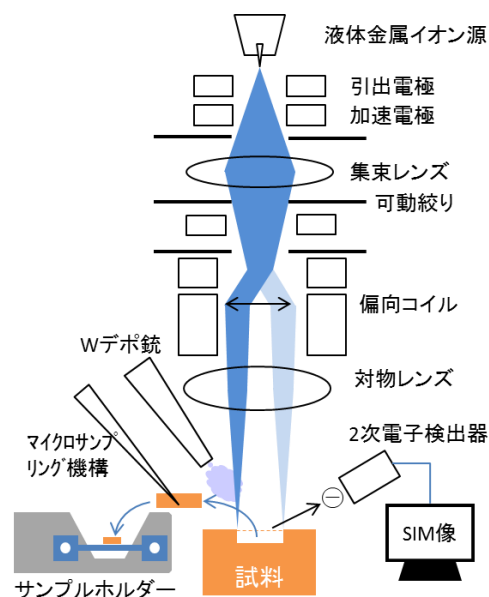 液体金属イオン源
引出電極
加速電極
集束レンズ
可動絞り
偏向コイル
Wデポ銃
対物レンズ
2次電子検出器
マイクロサンプ
リング機構
SIM像
試料
サンプルホルダー